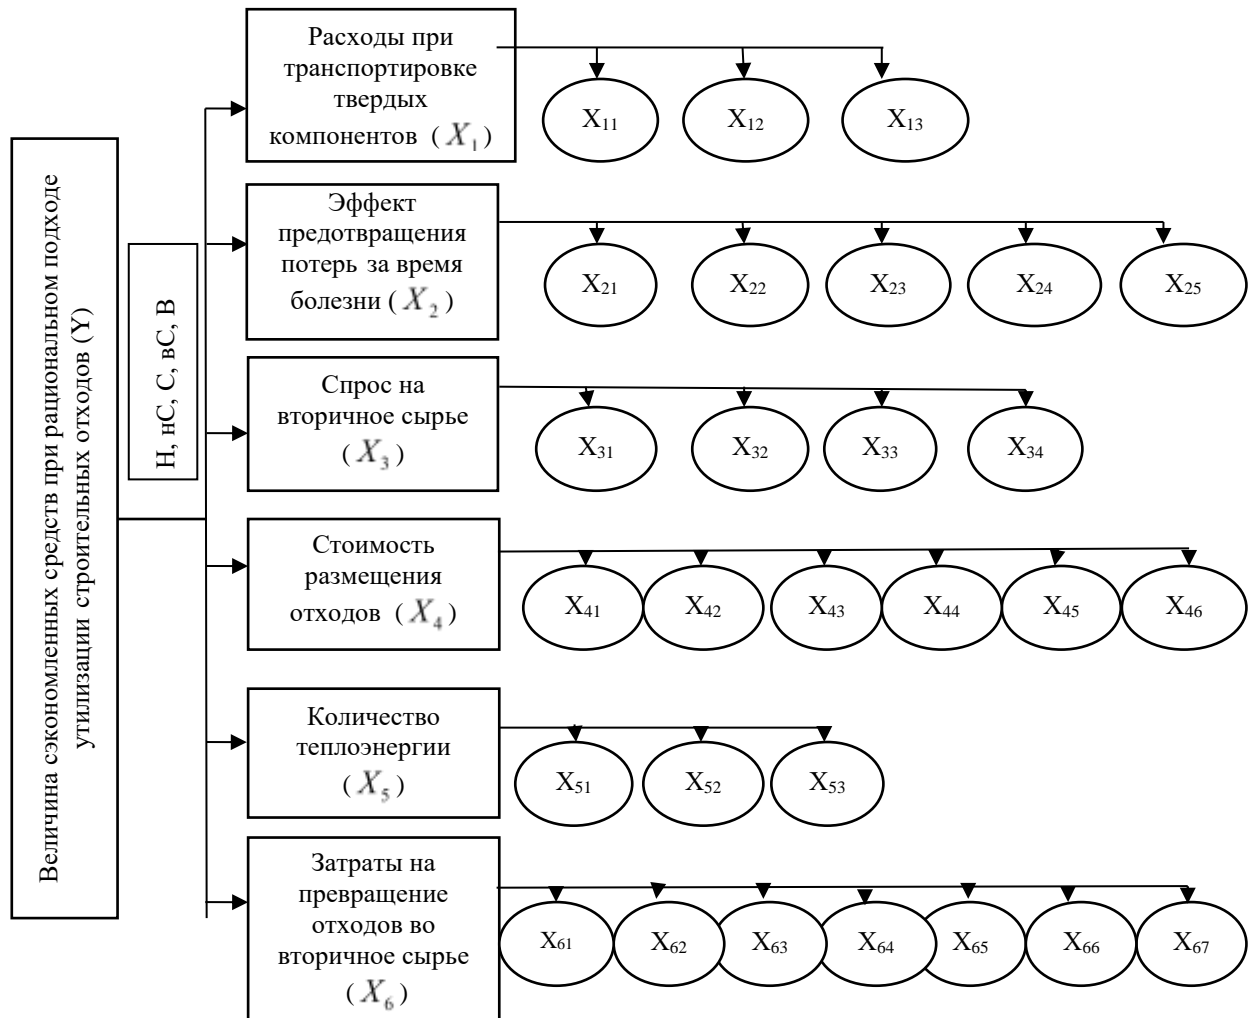 Величина сэкономленных средств при рациональном подходе
утилизации строительных отходов (Y)
Н, нС, С, вС, В
Расходы при
транспортировке
твердых
компонентов ( X₁ )
X₁₁ X₁₂ X₁₃
Эффект
предотвращения
потерь за время
болезни ( X₂ )
X₂₁ X₂₂ X₂₃ X₂₄ X₂₅
Спрос на
вторичное сырье
( X₃ )
X₃₁ X₃₂ X₃₃ X₃₄
Стоимость
размещения
отходов ( X₄ )
X₄₁ X₄₂ X₄₃ X₄₄ X₄₅ X₄₆
Количество
теплоэнергии
( X₅ )
X₅₁ X₅₂ X₅₃
Затраты на
превращение
отходов во
вторичное сырье
( X₆ )
X₆₁ X₆₂ X₆₃ X₆₄ X₆₅ X₆₆ X₆₇